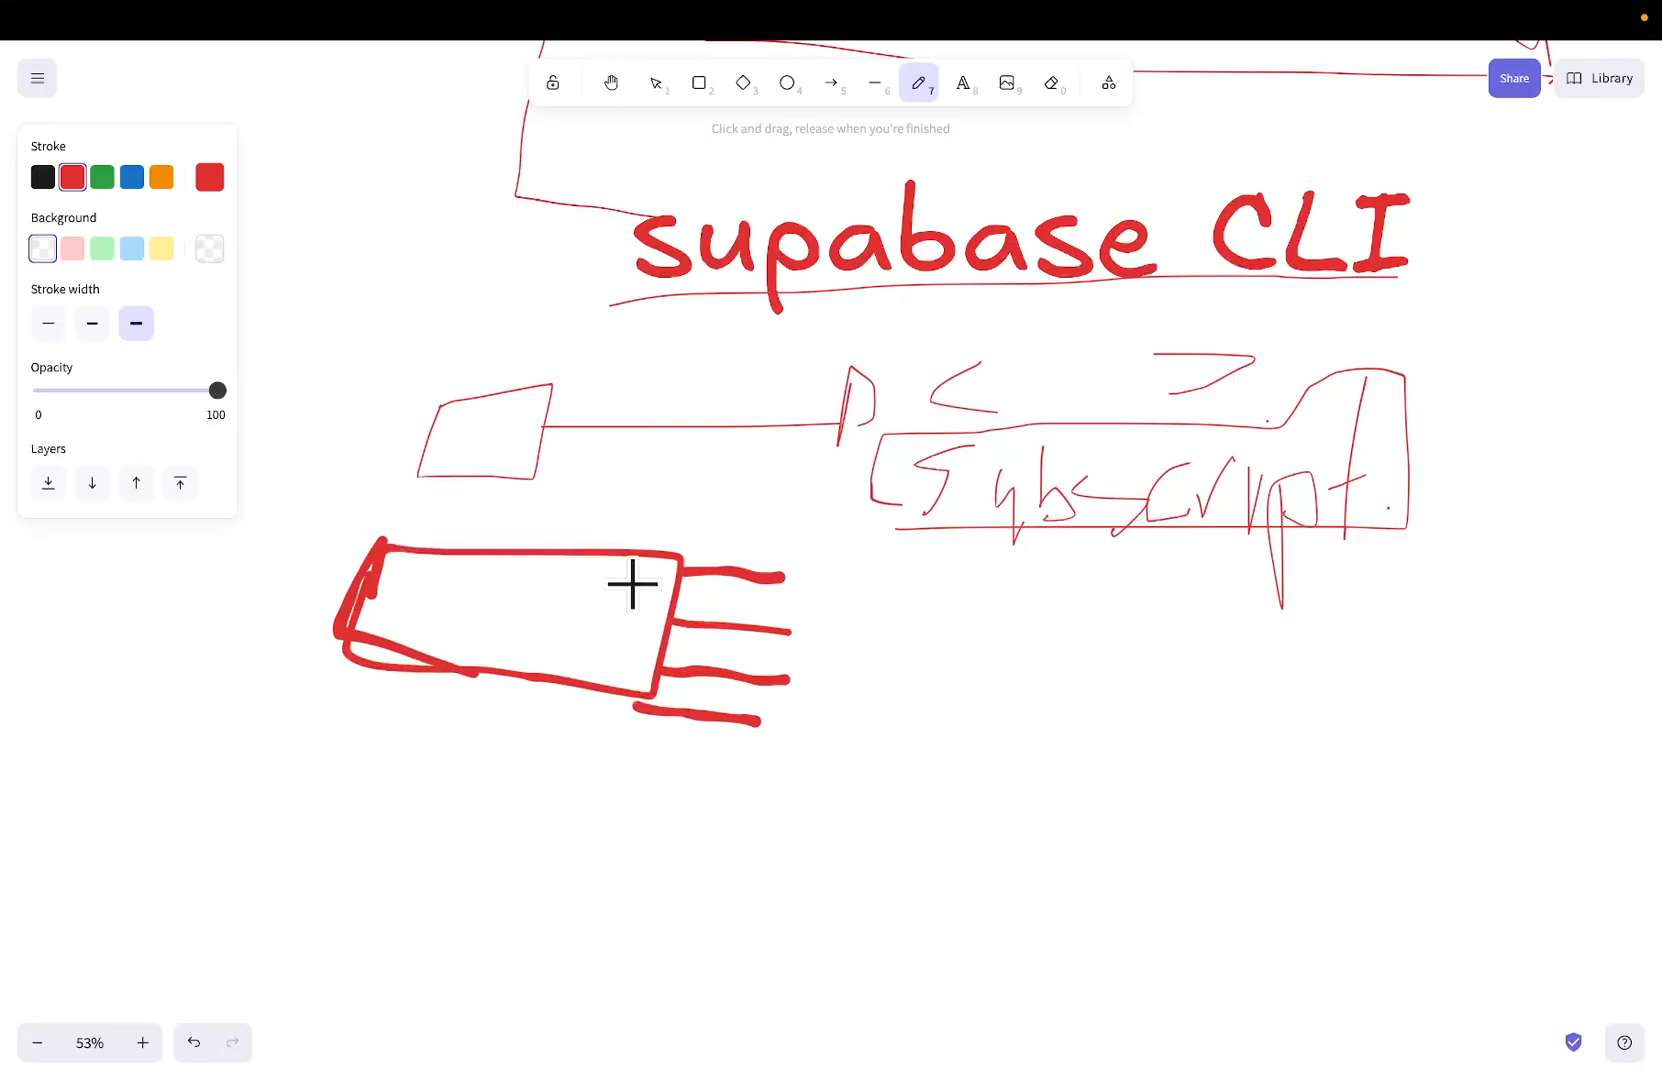 Share
Library
7
Click and drag, release when you're finished
Stroke
Background
Stroke width
Opacity
0
100
Layers
supabase CLI
< >
53%